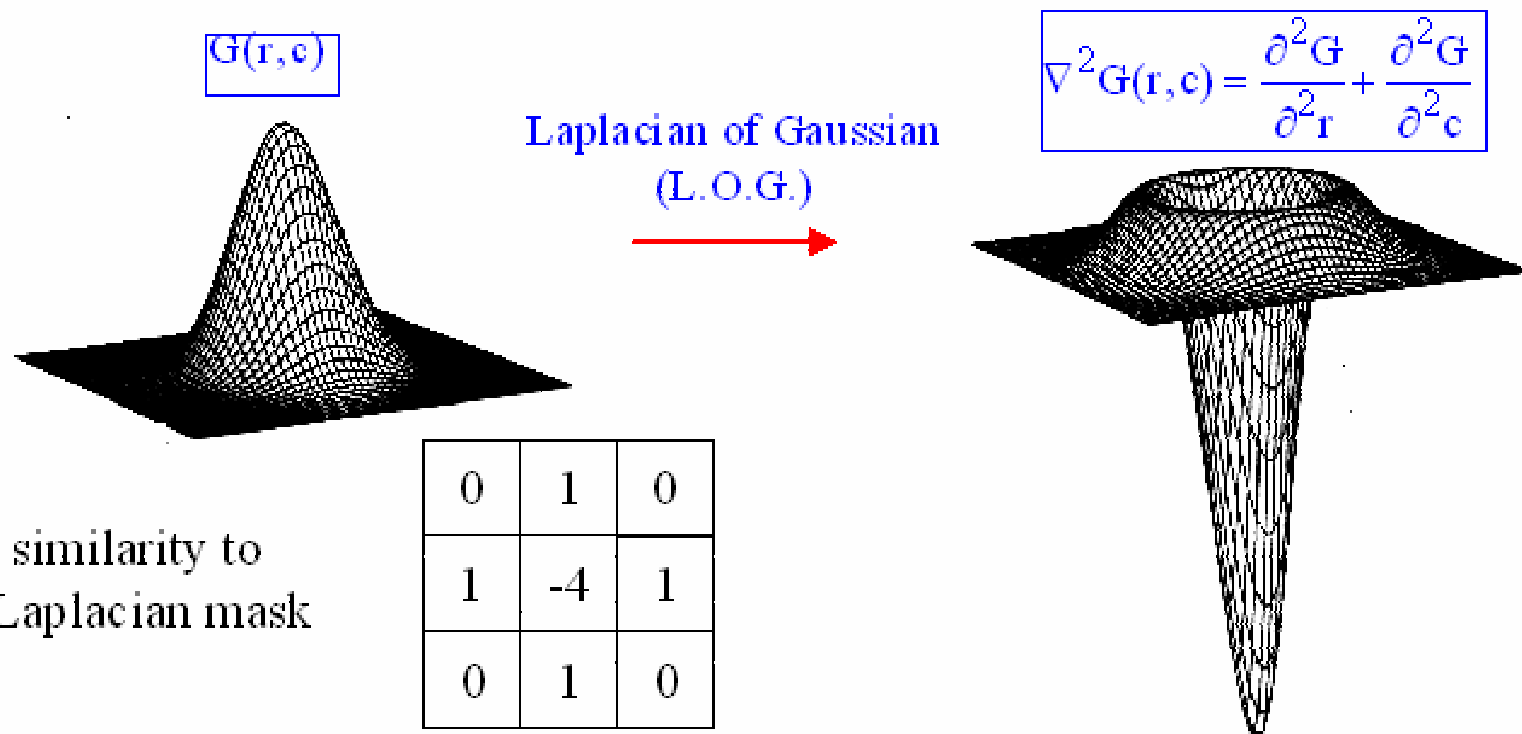 G(r,c)
∇²G(r,c) = ∂²G/∂²r + ∂²G/∂²c
Laplacian of Gaussian
(L.O.G.)
similarity to
Laplacian mask
0 1 0
1 -4 1
0 1 0